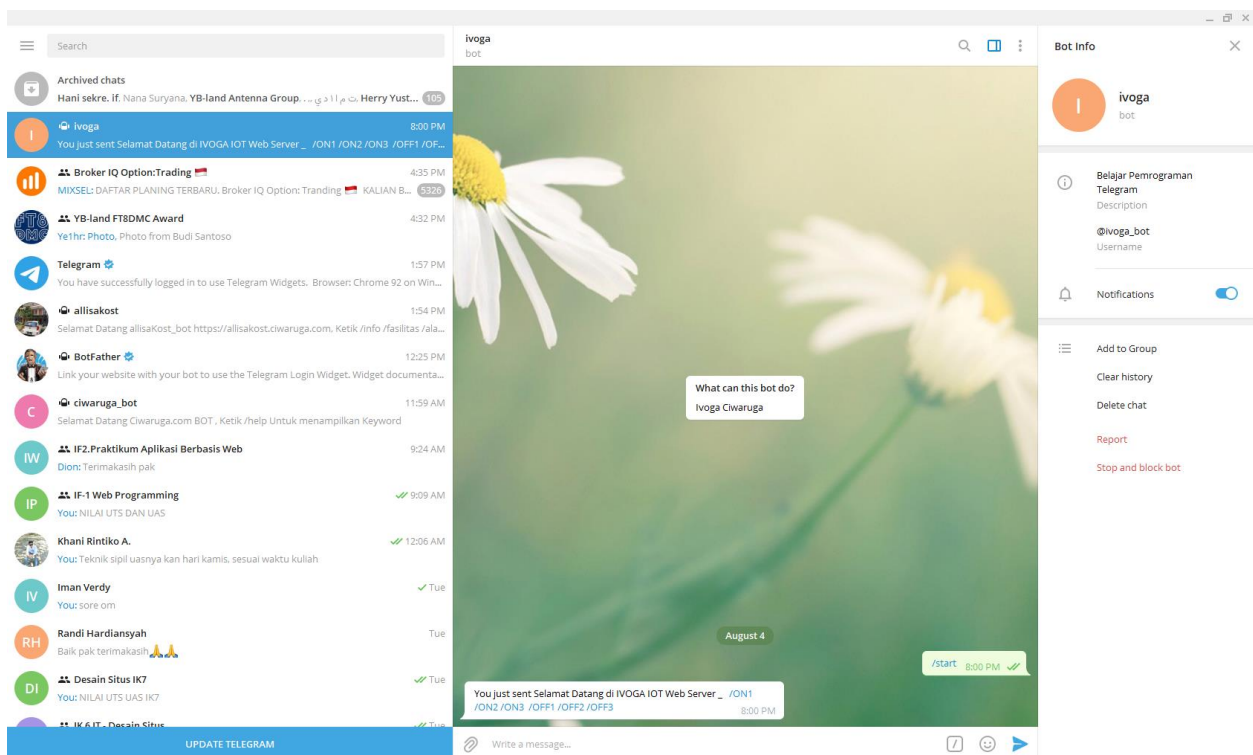 Search
Archived chats
Hani sekre. if, Nana Suryana, YB-land Antenna Group, Herry Yust... 105
ivoga 8:00 PM
You just sent Selamat Datang di IVOGA IOT Web Server _ /ON1 /ON2 /ON3 /OFF1 /OF...
Broker IQ Option:Trading 4:35 PM
MIXSEL: DAFTAR PLANING TERBARU. Broker IQ Option: Tranding KALIAN B... 5326
FT8
DMC
YB-land FT8DMC Award 4:32 PM
Ye1hr: Photo, Photo from Budi Santoso
Telegram 1:57 PM
You have successfully logged in to use Telegram Widgets. Browser: Chrome 92 on Win...
allisakost 1:54 PM
Selamat Datang allisaKost_bot https://allisakost.ciwaruga.com, Ketik /info /fasilitas /ala...
BotFather 12:25 PM
Link your website with your bot to use the Telegram Login Widget. Widget documenta...
C
ciwaruga_bot 11:59 AM
Selamat Datang Ciwaruga.com BOT , Ketik /help Untuk menampilkan Keyword
IW
IF2.Praktikum Aplikasi Berbasis Web 9:24 AM
Dion: Terimakasih pak
IP
IF-1 Web Programming 9:09 AM
You: NILAI UTS DAN UAS
Khani Rintiko A. 12:06 AM
You: Teknik sipil uasnya kan hari kamis, sesuai waktu kuliah
IV
Iman Verdy Tue
You: sore om
RH
Randi Hardiansyah Tue
Baik pak terimakasih🙏🙏
DI
Desain Situs IK7 Tue
You: NILAI UTS UAS IK7
IK 6 IT - Desain Situs Tue
UPDATE TELEGRAM
ivoga
bot
What can this bot do?
Ivoga Ciwaruga
August 4
/start 8:00 PM
You just sent Selamat Datang di IVOGA IOT Web Server _ /ON1
/ON2 /ON3 /OFF1 /OFF2 /OFF3 8:00 PM
Write a message...
Bot Info
I
ivoga
bot
Belajar Pemrograman
Telegram
Description
@ivoga_bot
Username
Notifications
Add to Group
Clear history
Delete chat
Report
Stop and block bot